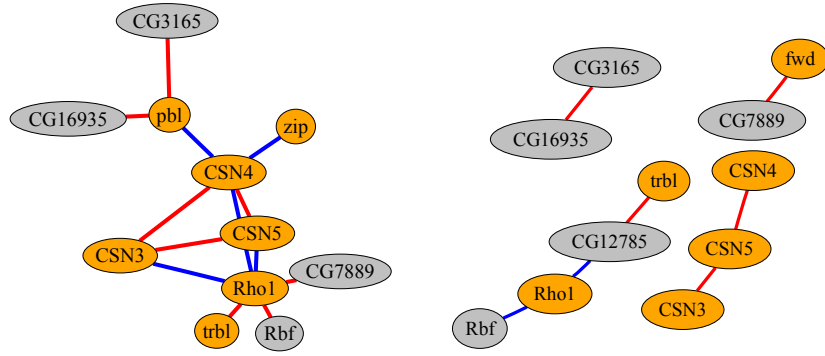 CG3165
CG16935
pbl
zip
CSN4
CSN5
CSN3
CG7889
Rho1
trbl
Rbf
fwd
CG3165
CG7889
CG16935
CSN4
trbl
CG12785
CSN5
Rho1
CSN3
Rbf